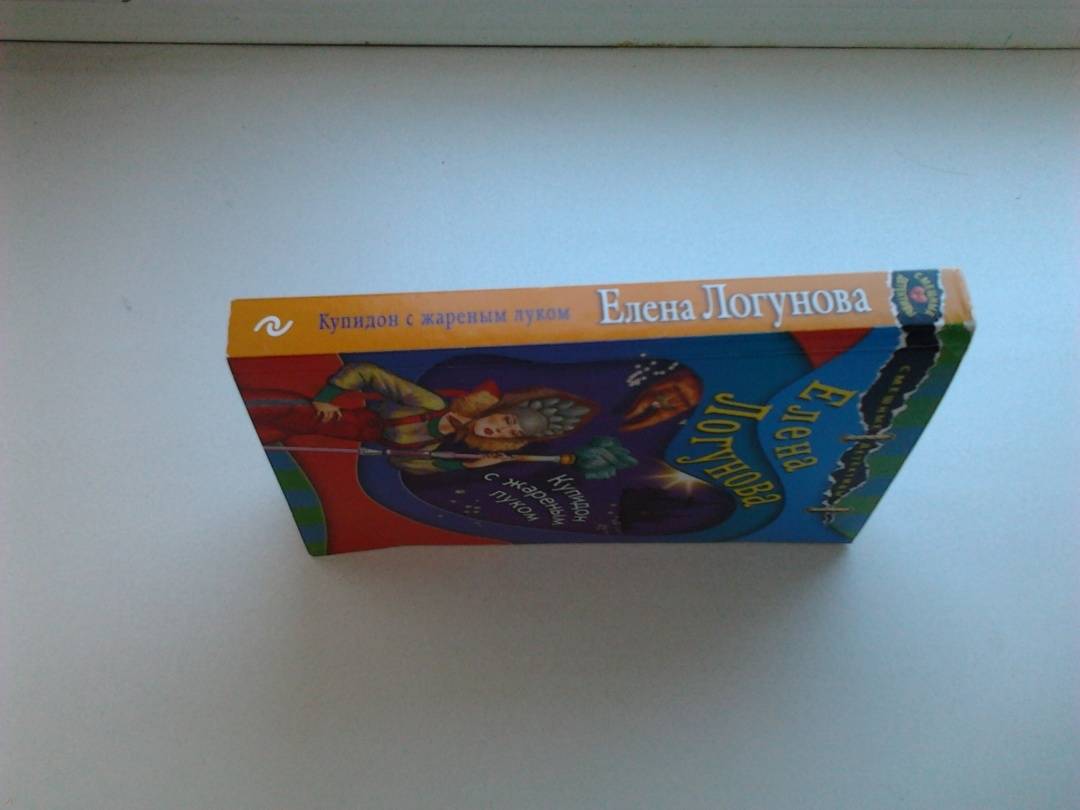 Купидон с жареным луком
Елена Логунова
Елена
Логунова
Купидон
с жареным
луком